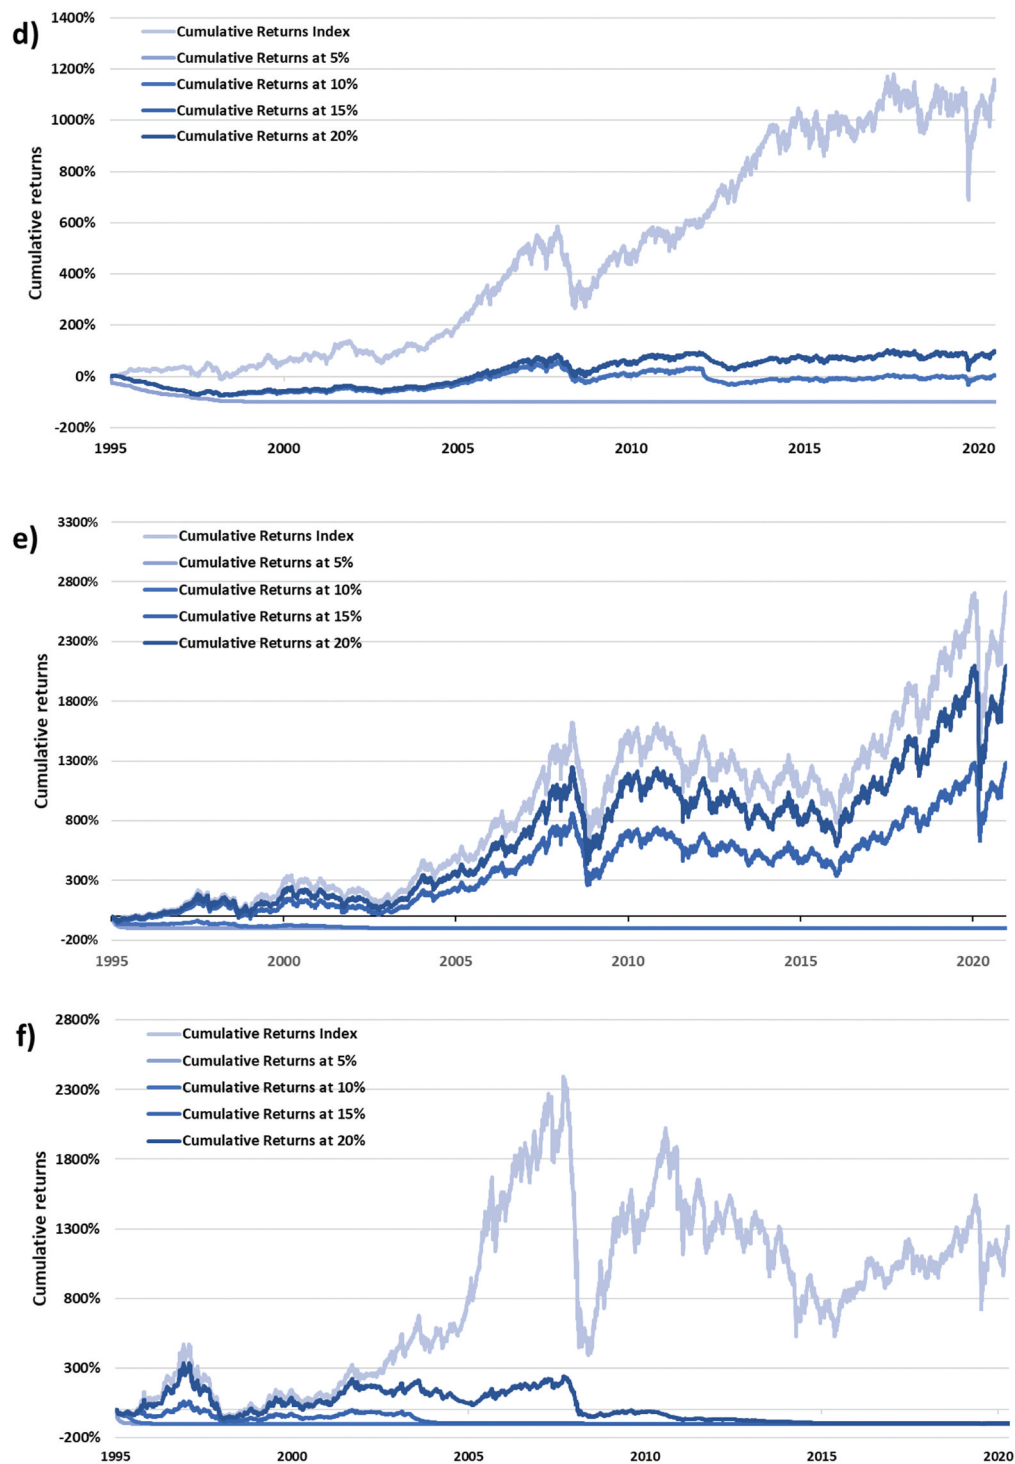 d)
1400%
1200%
1000%
800%
600%
400%
200%
0%
-200%
Cumulative returns
Cumulative Returns Index
Cumulative Returns at 5%
Cumulative Returns at 10%
Cumulative Returns at 15%
Cumulative Returns at 20%
1995 2000 2005 2010 2015 2020
e)
3300%
2800%
2300%
1800%
1300%
800%
300%
-200%
Cumulative returns
Cumulative Returns Index
Cumulative Returns at 5%
Cumulative Returns at 10%
Cumulative Returns at 15%
Cumulative Returns at 20%
1995 2000 2005 2010 2015 2020
f)
2800%
2300%
1800%
1300%
800%
300%
-200%
Cumulative returns
Cumulative Returns Index
Cumulative Returns at 5%
Cumulative Returns at 10%
Cumulative Returns at 15%
Cumulative Returns at 20%
1995 2000 2005 2010 2015 2020